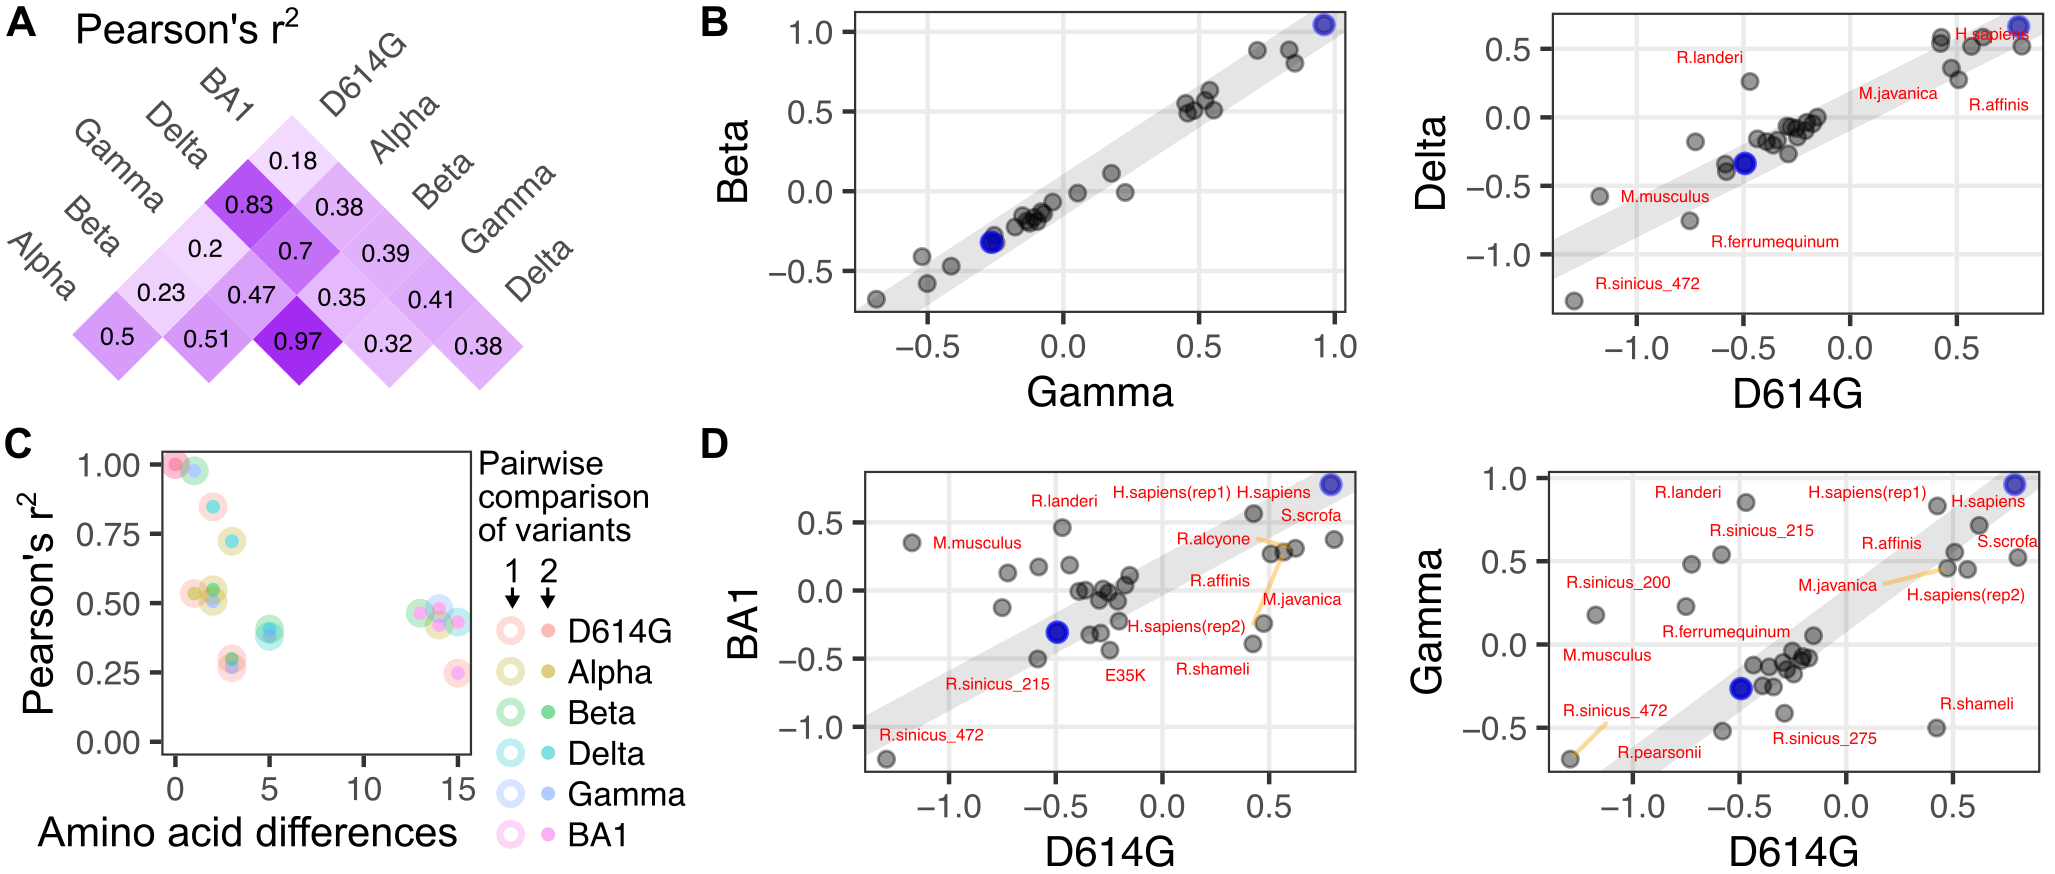 A
Pearson's r2
D614G
BA1
Alpha
Delta
Beta
Gamma
Gamma
Beta
Delta
Alpha
0.18
0.83
0.38
0.2
0.7
0.39
0.23
0.47
0.35
0.41
0.5
0.51
0.97
0.32
0.38
B
Beta
1.0
0.5
0.0
−0.5
−0.5
0.0
0.5
1.0
Gamma
Delta
0.5
0.0
−0.5
−1.0
H.sapiens
R.landeri
M.javanica
R.affinis
M.musculus
R.ferrumequinum
R.sinicus_472
−1.0
−0.5
0.0
0.5
D614G
C
Pearson's r2
1.00
0.75
0.50
0.25
0.00
0
5
10
15
Amino acid differences
Pairwise
comparison
of variants
1 2
D614G
Alpha
Beta
Delta
Gamma
BA1
D
BA1
0.5
0.0
−0.5
−1.0
R.landeri
H.sapiens(rep1)
H.sapiens
S.scrofa
M.musculus
R.alcyone
R.affinis
M.javanica
H.sapiens(rep2)
R.shameli
E35K
R.sinicus_215
R.sinicus_472
−1.0
−0.5
0.0
0.5
D614G
Gamma
1.0
0.5
0.0
−0.5
R.landeri
H.sapiens(rep1)
H.sapiens
R.sinicus_215
R.affinis
S.scrofa
R.sinicus_200
M.javanica
H.sapiens(rep2)
R.ferrumequinum
M.musculus
R.sinicus_472
R.shameli
R.pearsonii
R.sinicus_275
−1.0
−0.5
0.0
0.5
D614G